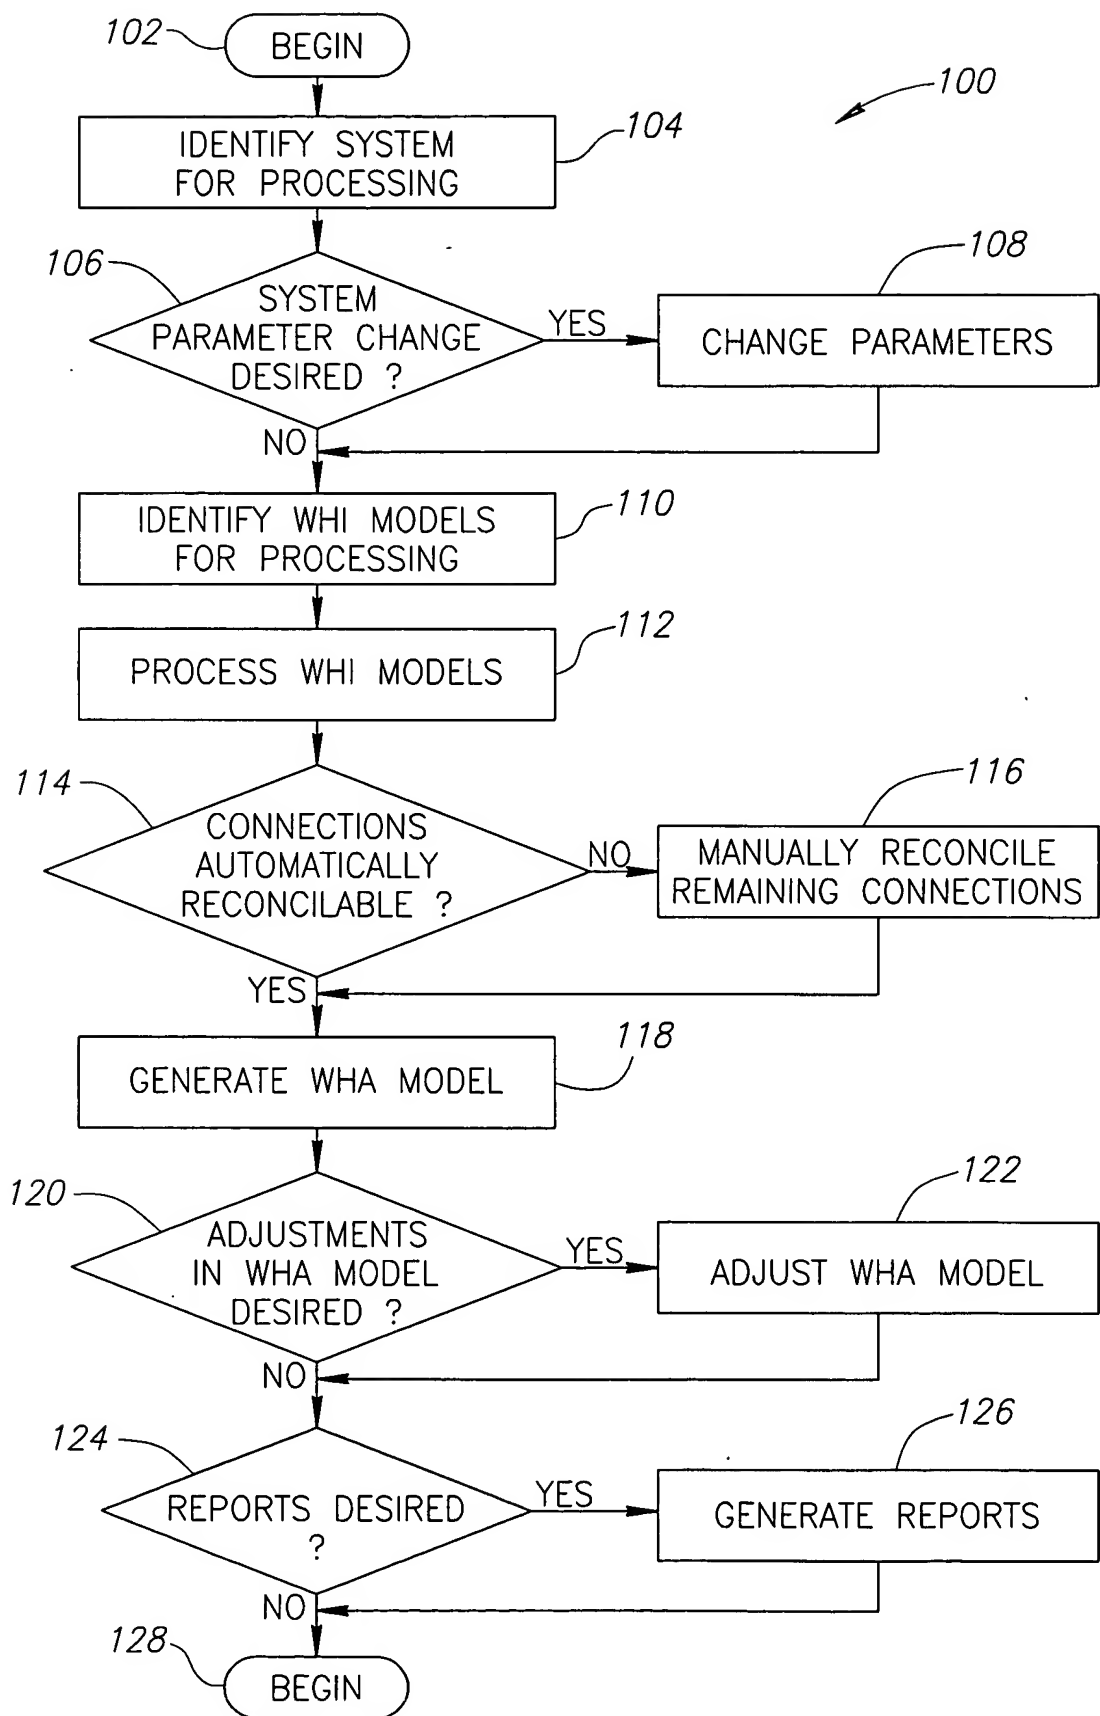 102
BEGIN
100
IDENTIFY SYSTEM
FOR PROCESSING
104
106
SYSTEM
PARAMETER CHANGE
DESIRED ?
YES
108
CHANGE PARAMETERS
NO
IDENTIFY WHI MODELS
FOR PROCESSING
110
PROCESS WHI MODELS
112
114
CONNECTIONS
AUTOMATICALLY
RECONCILABLE ?
NO
116
MANUALLY RECONCILE
REMAINING CONNECTIONS
YES
GENERATE WHA MODEL
118
120
ADJUSTMENTS
IN WHA MODEL
DESIRED ?
YES
122
ADJUST WHA MODEL
NO
124
REPORTS DESIRED
?
YES
126
GENERATE REPORTS
NO
128
BEGIN